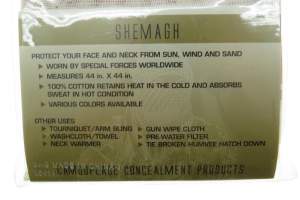 SHEMAGH
PROTECT YOUR FACE AND NECK FROM SUN, WIND AND SAND
WORN BY SPECIAL FORCES WORLDWIDE
MEASURES 44 in. X 44 in.
100% COTTON RETAINS HEAT IN THE COLD AND ABSORBS
SWEAT IN HOT CONDITION
VARIOUS COLORS AVAILABLE
OTHER USES
TOURNIQUET/ARM SLING
GUN WIPE CLOTH
WASHCLOTH/TOWEL
PRE-WATER FILTER
NECK WARMER
TIE BROKEN HUMVEE HATCH DOWN
CAMOUFLAGE CONCEALMENT PRODUCTS